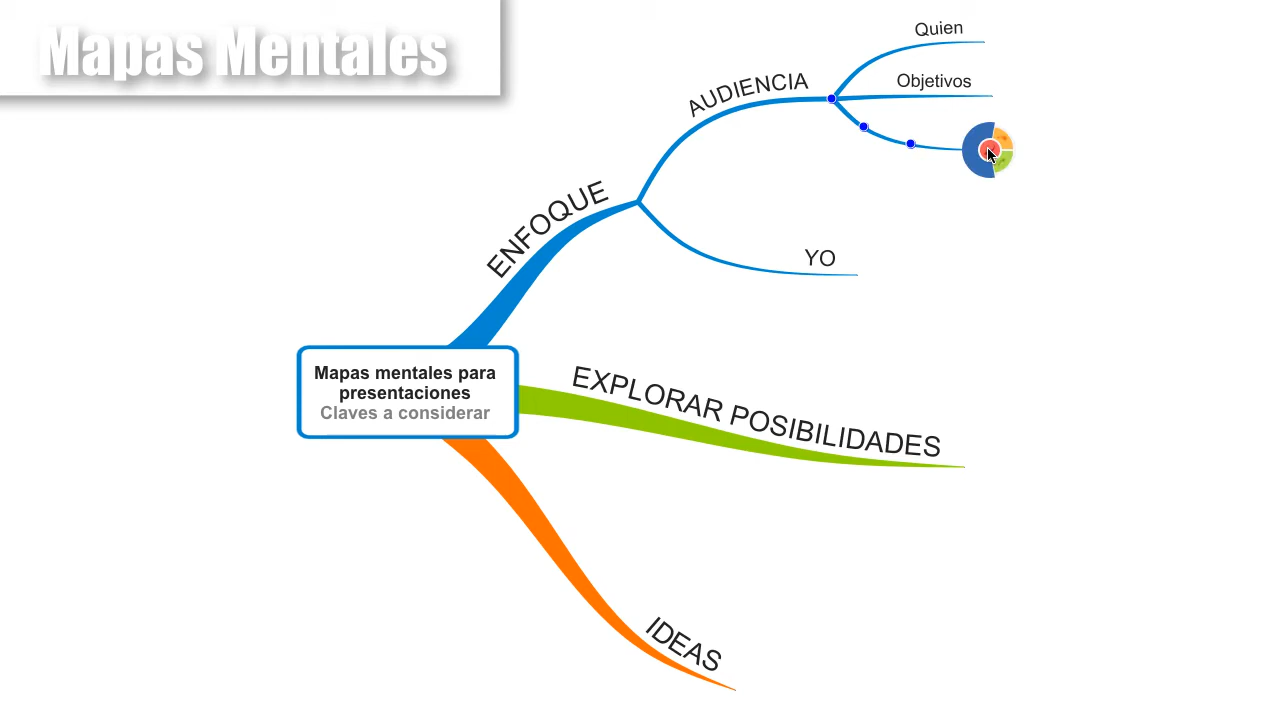 Mapas Mentales
Quien
Objetivos
AUDIENCIA
ENFOQUE
YO
Mapas mentales para
presentaciones
Claves a considerar
EXPLORAR POSIBILIDADES
IDEAS